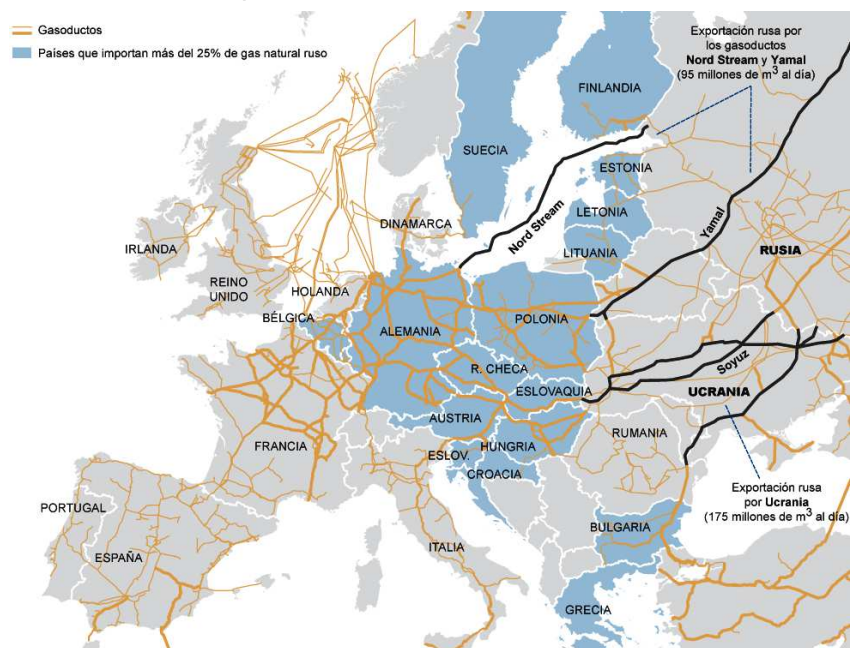 Gasoductos
Países que importan más del 25% de gas natural ruso
Exportación rusa por
los gasoductos
Nord Stream y Yamal
(95 millones de m³ al día)
FINLANDIA
SUECIA
ESTONIA
LETONIA
LITUANIA
DINAMARCA
Nord Stream
Yamal
RUSIA
IRLANDA
REINO
UNIDO
HOLANDA
BÉLGICA
ALEMANIA
POLONIA
R. CHECA
ESLOVAQUIA
Soyuz
UCRANIA
AUSTRIA
FRANCIA
HUNGRIA
RUMANIA
ESLOV.
CROACIA
Exportación rusa
por Ucrania
(175 millones de m³ al día)
PORTUGAL
ESPAÑA
ITALIA
BULGARIA
GRECIA